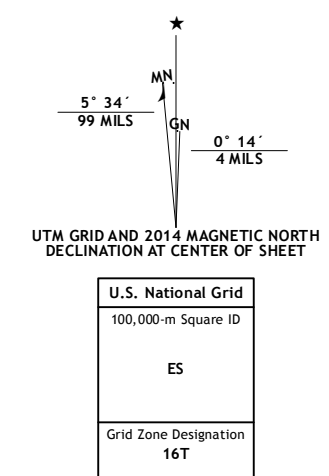 MN
5° 34´
99 MILS
GN
0° 14´
4 MILS
UTM GRID AND 2014 MAGNETIC NORTH
DECLINATION AT CENTER OF SHEET
U.S. National Grid
100,000-m Square ID
ES
Grid Zone Designation
16T